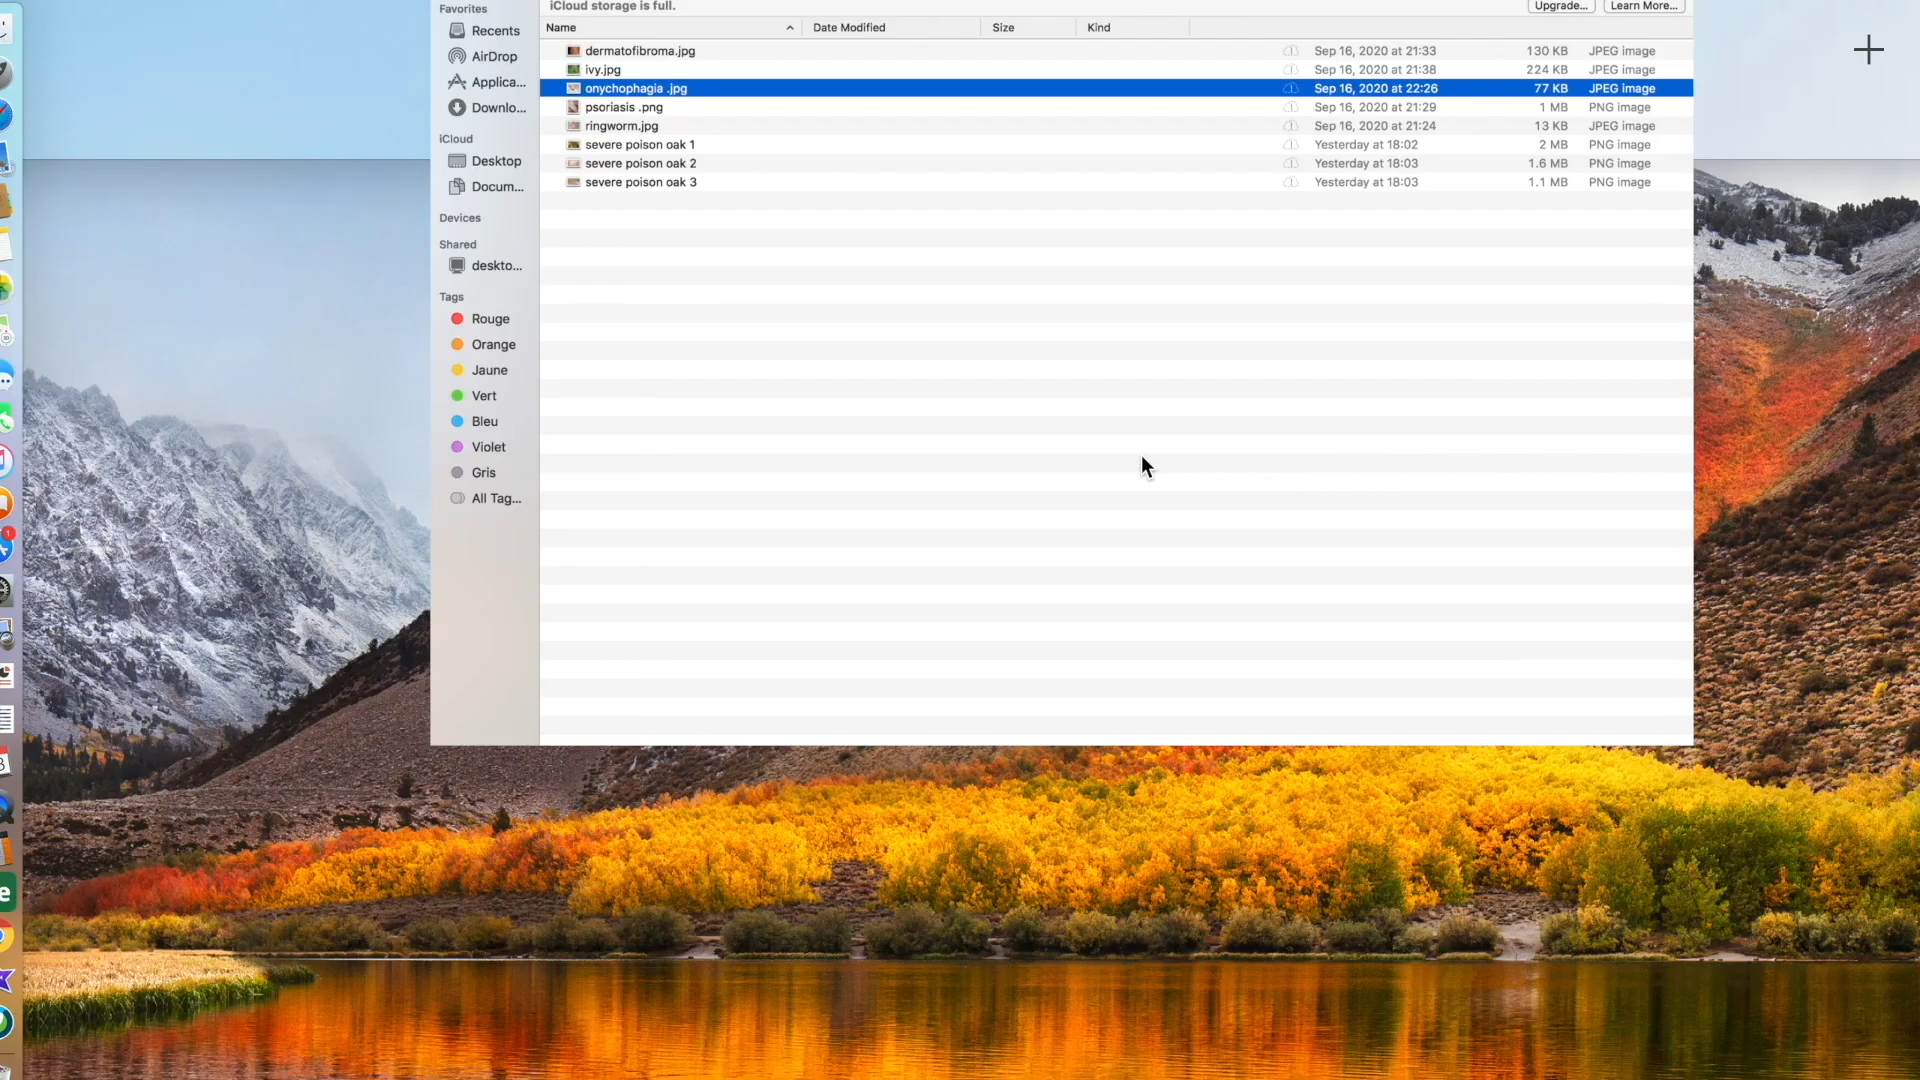 Favorites
iCloud storage is full.
Upgrade...
Learn More...
Name
Date Modified
Size
Kind
Recents
AirDrop
Applica...
Downlo...
iCloud
Desktop
Docum...
Devices
Shared
deskto...
Tags
Rouge
Orange
Jaune
Vert
Bleu
Violet
Gris
All Tag...
dermatofibroma.jpg Sep 16, 2020 at 21:33 130 KB JPEG image
ivy.jpg Sep 16, 2020 at 21:38 224 KB JPEG image
onychophagia .jpg Sep 16, 2020 at 22:26 77 KB JPEG image
psoriasis .png Sep 16, 2020 at 21:29 1 MB PNG image
ringworm.jpg Sep 16, 2020 at 21:24 13 KB JPEG image
severe poison oak 1 Yesterday at 18:02 2 MB PNG image
severe poison oak 2 Yesterday at 18:03 1.6 MB PNG image
severe poison oak 3 Yesterday at 18:03 1.1 MB PNG image
1
3
e